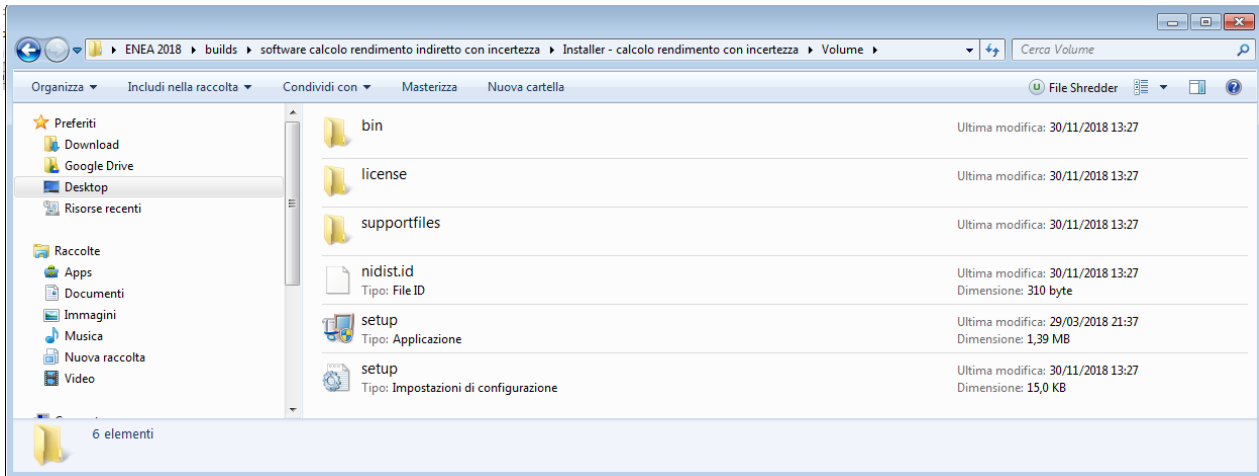 ENEA 2018 ▸ builds ▸ software calcolo rendimento indiretto con incertezza ▸ Installer - calcolo rendimento con incertezza ▸ Volume ▸
Cerca Volume
Organizza Includi nella raccolta Condividi con Masterizza Nuova cartella File Shredder
Preferiti
Download
Google Drive
Desktop
Risorse recenti
Raccolte
Apps
Documenti
Immagini
Musica
Nuova raccolta
Video
bin
Ultima modifica: 30/11/2018 13:27
license
Ultima modifica: 30/11/2018 13:27
supportfiles
Ultima modifica: 30/11/2018 13:27
nidist.id
Ultima modifica: 30/11/2018 13:27
Tipo: File ID
Dimensione: 310 byte
setup
Ultima modifica: 29/03/2018 21:37
Tipo: Applicazione
Dimensione: 1,39 MB
setup
Ultima modifica: 30/11/2018 13:27
Tipo: Impostazioni di configurazione
Dimensione: 15,0 KB
6 elementi